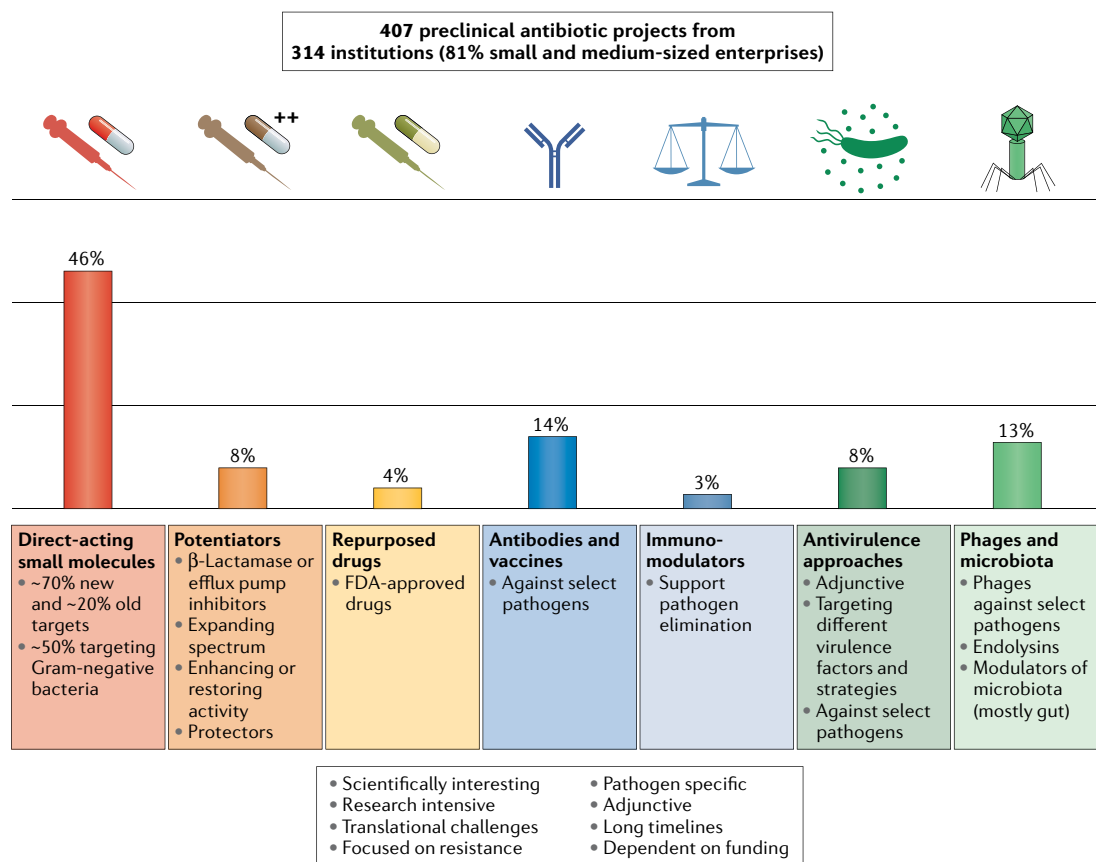 407 preclinical antibiotic projects from
314 institutions (81% small and medium-sized enterprises)
++
46%
8%
4%
14%
3%
8%
13%
Direct-acting
small molecules
• ~70% new
and ~20% old
targets
• ~50% targeting
Gram-negative
bacteria
Potentiators
• β-Lactamase or
efflux pump
inhibitors
• Expanding
spectrum
• Enhancing or
restoring
activity
• Protectors
Repurposed
drugs
• FDA-approved
drugs
Antibodies and
vaccines
• Against select
pathogens
Immuno-
modulators
• Support
pathogen
elimination
Antivirulence
approaches
• Adjunctive
• Targeting
different
virulence
factors and
strategies
• Against select
pathogens
Phages and
microbiota
• Phages
against select
pathogens
• Endolysins
• Modulators of
microbiota
(mostly gut)
• Scientifically interesting
• Research intensive
• Translational challenges
• Focused on resistance
• Pathogen specific
• Adjunctive
• Long timelines
• Dependent on funding